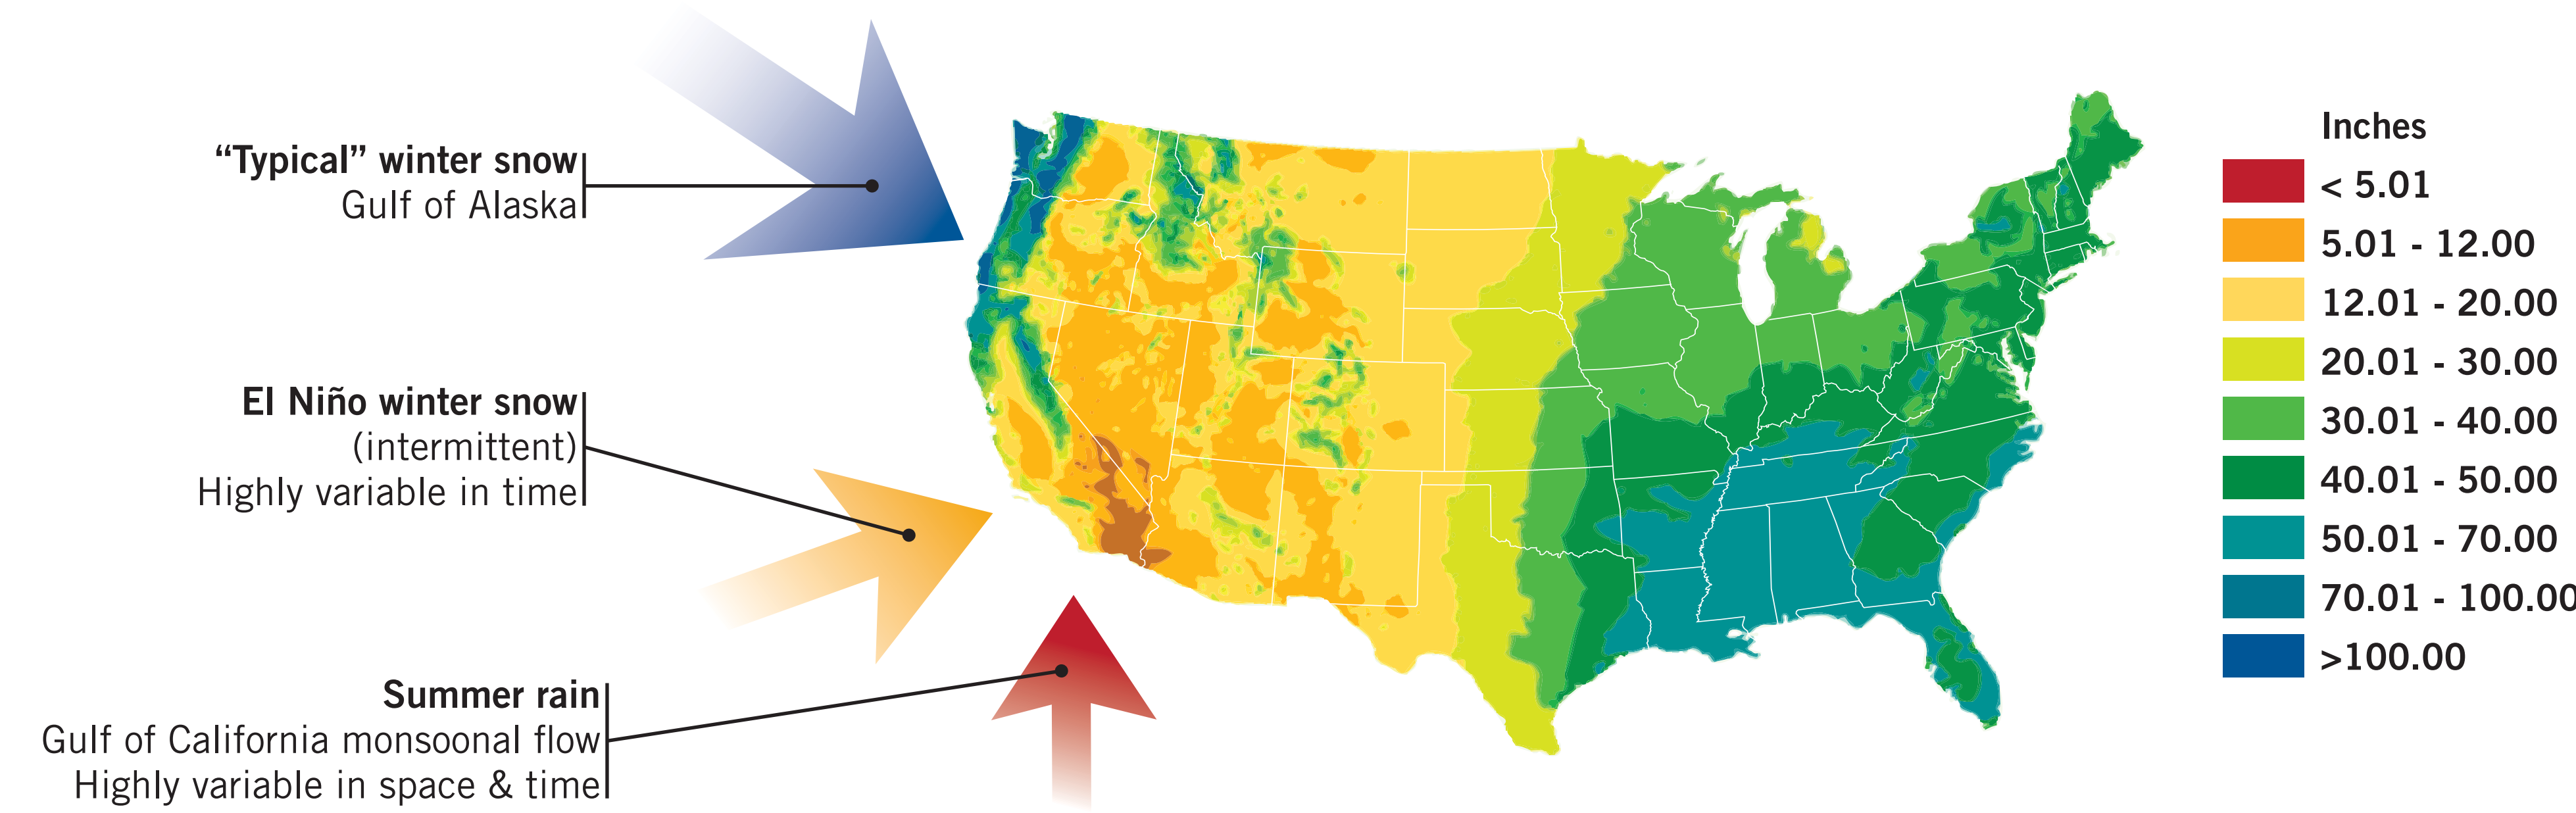 “Typical” winter snow
Gulf of Alaska
El Niño winter snow
(intermittent)
Highly variable in time
Summer rain
Gulf of California monsoonal flow
Highly variable in space & time
Inches
< 5.01
5.01 - 12.00
12.01 - 20.00
20.01 - 30.00
30.01 - 40.00
40.01 - 50.00
50.01 - 70.00
70.01 - 100.00
>100.00